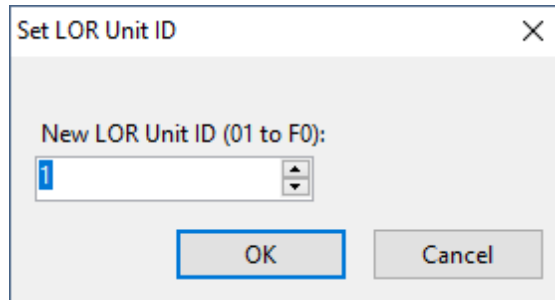 Set LOR Unit ID
New LOR Unit ID (01 to F0):
1
OK Cancel